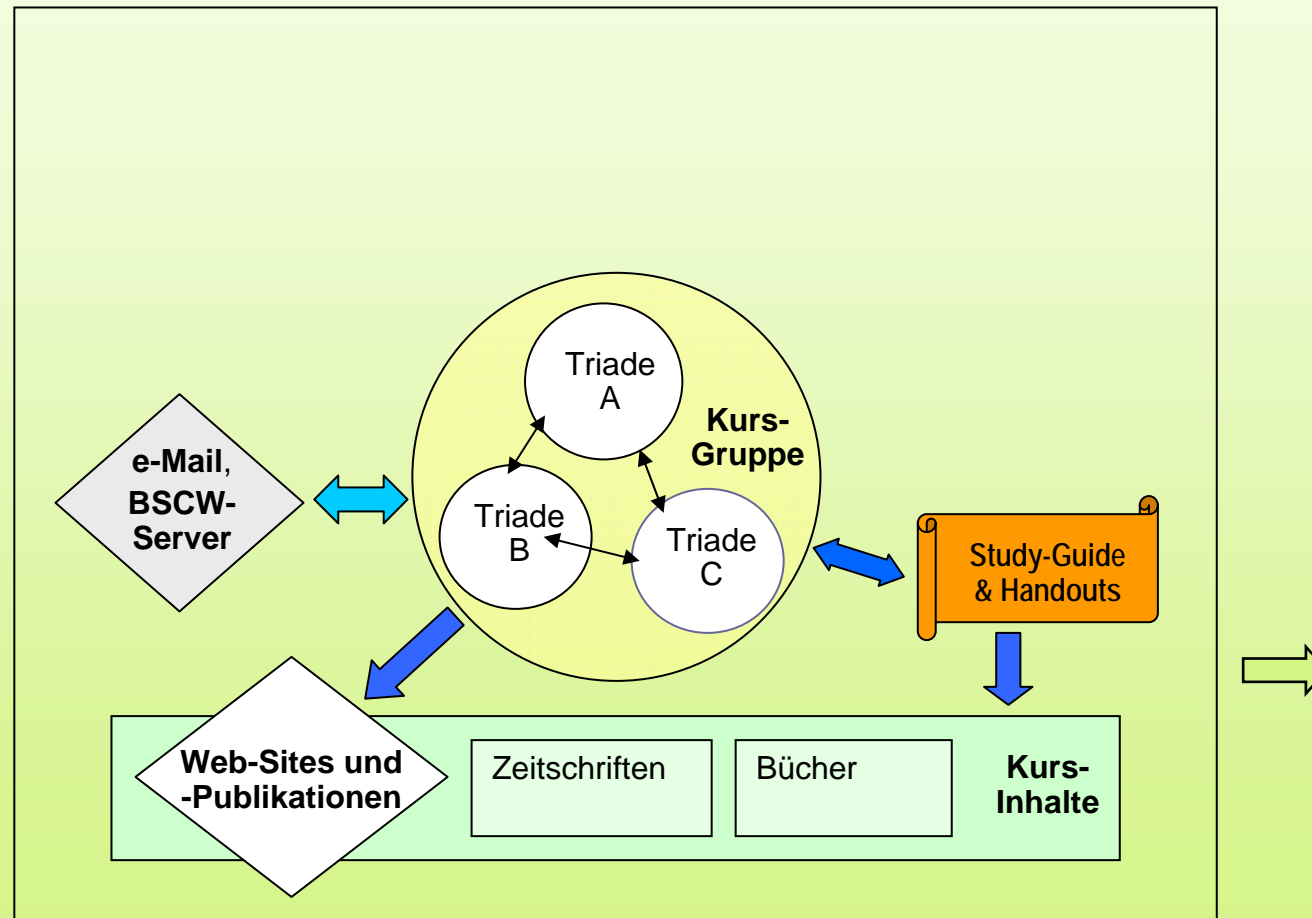 Triade
A
Kurs-
Gruppe
e-Mail,
BSCW-
Server
Triade
B
Triade
C
Study-Guide
& Handouts
Web-Sites und
-Publikationen
Zeitschriften
Bücher
Kurs-
Inhalte